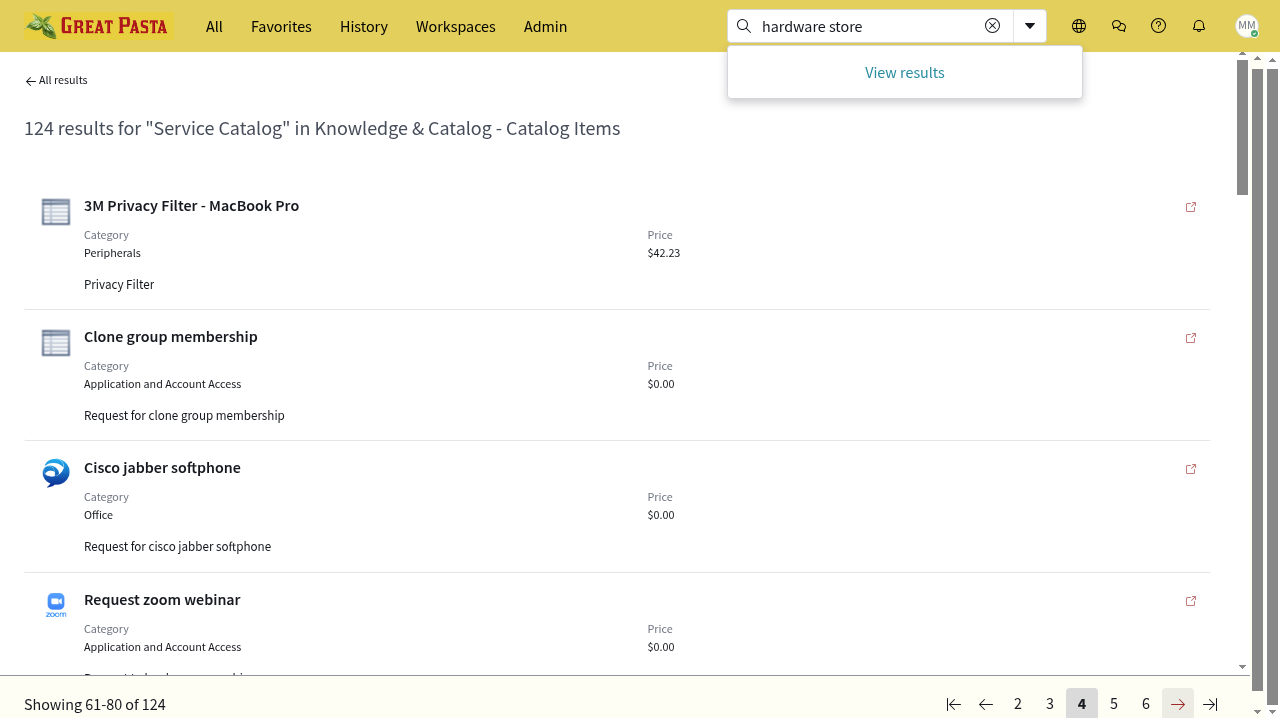 GREAT PASTA
All
Favorites
History
Workspaces
Admin
hardware store
MM
View results
All results
124 results for "Service Catalog" in Knowledge & Catalog - Catalog Items
3M Privacy Filter - MacBook Pro
Category
Price
Peripherals
$42.23
Privacy Filter
Clone group membership
Category
Price
Application and Account Access
$0.00
Request for clone group membership
Cisco jabber softphone
Category
Price
Office
$0.00
Request for cisco jabber softphone
Request zoom webinar
zoom
Category
Price
Application and Account Access
$0.00
Showing 61-80 of 124
2
3
4
5
6